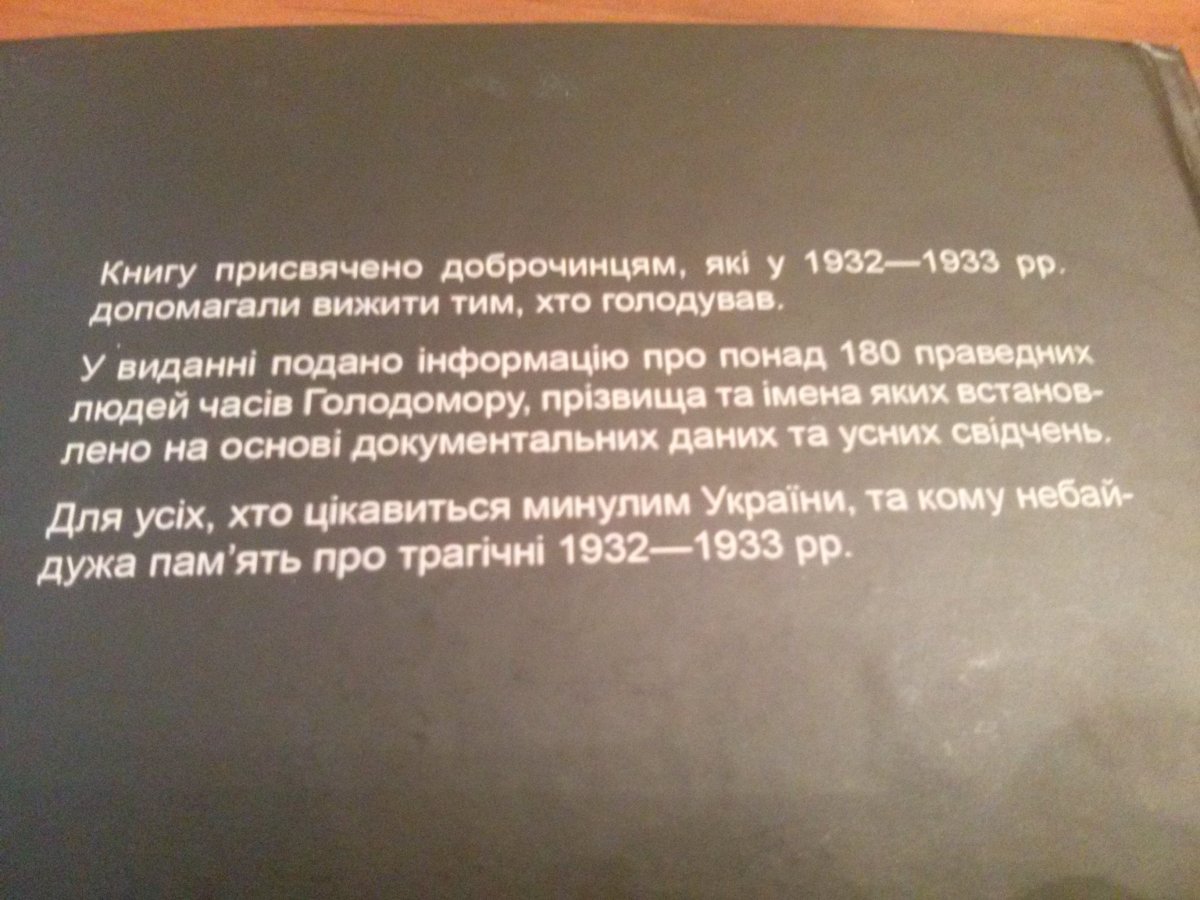 Книгу присвячено доброчинцям, які у 1932—1933 рр.
допомагали вижити тим, хто голодував.
У виданні подано інформацію про понад 180 праведних
людей часів Голодомору, прізвища та імена яких встанов-
лено на основі документальних даних та усних свідчень.
Для усіх, хто цікавиться минулим України, та кому небай-
дужа пам’ять про трагічні 1932—1933 рр.